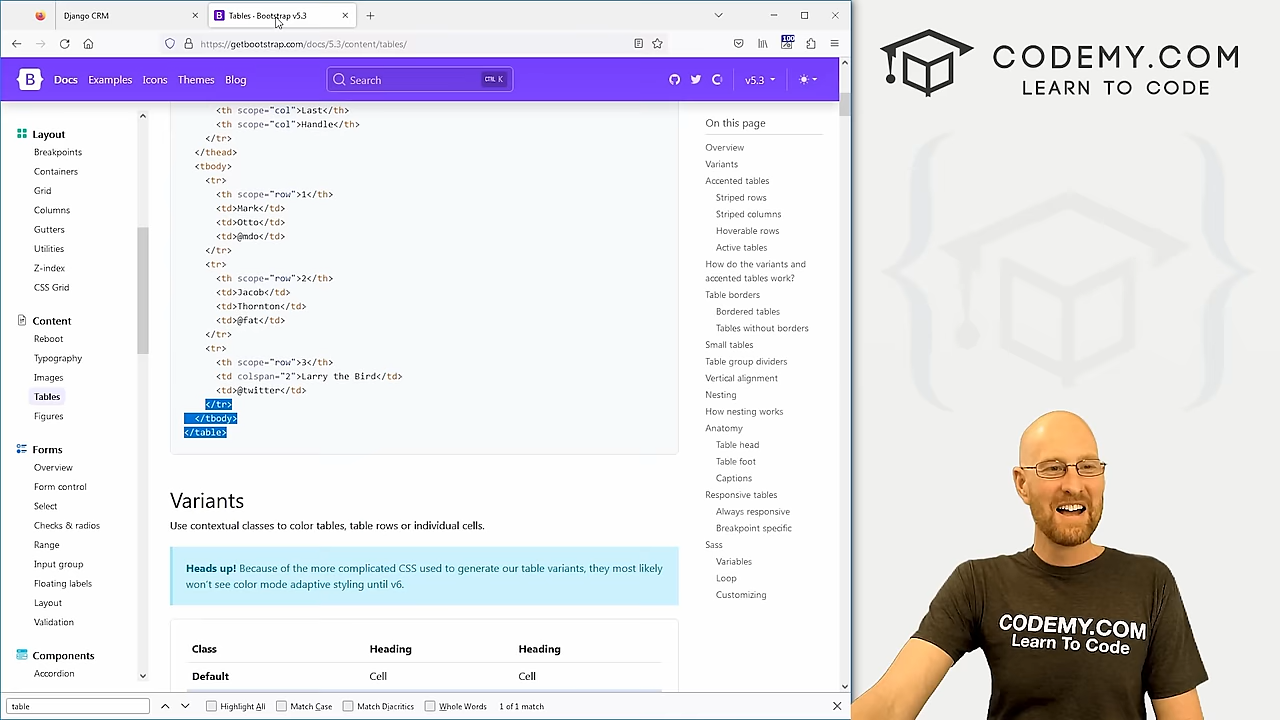 Django CRM
Tables · Bootstrap v5.3
https://getbootstrap.com/docs/5.3/content/tables/
100
B
Docs
Examples
Icons
Themes
Blog
Search
CTRL K
v5.3
Layout
Breakpoints
Containers
Grid
Columns
Gutters
Utilities
Z-index
CSS Grid
Content
Reboot
Typography
Images
Tables
Figures
Forms
Overview
Form control
Select
Checks & radios
Range
Input group
Floating labels
Layout
Validation
Components
Accordion
<th scope="col">Last</th>
<th scope="col">Handle</th>
</tr>
</thead>
<tbody>
<tr>
<th scope="row">1</th>
<td>Mark</td>
<td>Otto</td>
<td>@mdo</td>
</tr>
<tr>
<th scope="row">2</th>
<td>Jacob</td>
<td>Thornton</td>
<td>@fat</td>
</tr>
<tr>
<th scope="row">3</th>
<td colspan="2">Larry the Bird</td>
<td>@twitter</td>
</tr>
</tbody>
</table>
Variants
Use contextual classes to color tables, table rows or individual cells.
Heads up! Because of the more complicated CSS used to generate our table variants, they most likely
won't see color mode adaptive styling until v6.
Class Heading Heading
Default Cell Cell
On this page
Overview
Variants
Accented tables
Striped rows
Striped columns
Hoverable rows
Active tables
How do the variants and
accented tables work?
Table borders
Bordered tables
Tables without borders
Small tables
Table group dividers
Vertical alignment
Nesting
How nesting works
Anatomy
Table head
Table foot
Captions
Responsive tables
Always responsive
Breakpoint specific
Sass
Variables
Loop
Customizing
table
Highlight All
Match Case
Match Diacritics
Whole Words
1 of 1 match
CODEMY.COM
LEARN TO CODE
CODEMY.COM
Learn To Code